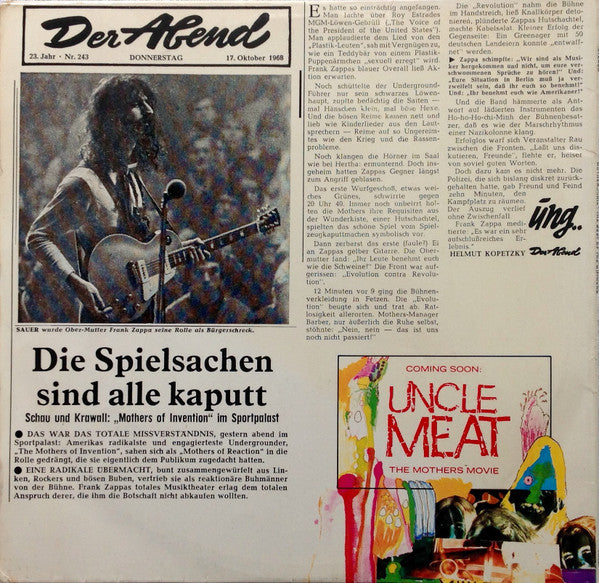 Der Abend
23. Jahr · Nr. 243
DONNERSTAG
17. Oktober 1968
SAUER wurde Ober-Mutter Frank Zappa seine Rolle als Bürgerschreck.
Die Spielsachen
sind alle kaputt
Schau und Krawall: „Mothers of Invention" im Sportpalast
● DAS WAR DAS TOTALE MISSVERSTÄNDNIS, gestern abend im
Sportpalast: Amerikas radikalste und engagierteste Undergrounder,
„The Mothers of Invention", sahen sich als „Mothers of Reaction" in die
Rolle gedrängt, die sie eigentlich dem Publikum zugedacht hatten.
● EINE RADIKALE ÜBERMACHT, bunt zusammengewürfelt aus Lin-
ken, Rockers und bösen Buben, vertrieb sie als reaktionäre Buhmänner
von der Bühne. Frank Zappas totales Musiktheater erlag dem totalen
Anspruch derer, die ihm die Botschaft nicht abkaufen wollten.
Es hatte so einträchtig angefangen.
Man lachte über Roy Estradas
MGM-Löwen-Gebrüll („The Voice of
the President of the United States").
Man applaudierte dem Lied von den
„Plastik-Leuten", sah mit Vergnügen zu,
wie ein Teddybär von einem Plastik-
Puppenärmchen „sexuell erregt" wird.
Frank Zappas blauer Overall ließ Ak-
tion erwarten.
Noch schüttelte der Underground-
Führer nur sein schwarzes Löwen-
haupt, zupfte bedächtig die Saiten —
mal Hänschen klein, mal böse Hexe.
Und die bösen Reime kamen nett und
lieb wie Kinderlieder aus den Laut-
sprechern — Reime auf so Ungereim-
tes wie den Krieg und die Rassen-
probleme.
Noch klangen die Hörner im Saal
wie bei Hertha: ermunternd. Doch ins-
geheim hatten Zappas Gegner längst
zum Angriff geblasen.
Das erste Wurfgeschoß, etwas wei-
ches Grünes, schwirrte gegen
20 Uhr 40. Immer noch unbeirrt hol-
ten die Mothers ihre Requisiten aus
der Wunderkiste, einer Hutschachtel,
spielten das schöne Spiel vom Spiel-
zeugkaputtmachen symbolisch vor.
Dann zerbarst das erste (faule?) Ei
an Zappas gelber Gitarre. Die Ober-
mutter land: „Ihr Leute benehmt euch
wie die Schweine!" Die Front war auf-
gerissen: „Evolution contra Revolu-
tion".
12 Minuten vor 9 ging die Bühnen-
verkleidung in Fetzen. Die „Evolu-
tion" beugte sich und trat ab. Rat-
losigkeit allerorten. Mothers-Manager
Barber, nur äußerlich die Ruhe selbst,
stöhnte: „Nein, nein — das ist uns
noch nicht passiert!"
Die „Revolution" nahm die Bühne
im Handstreich, ließ Knallkörper deto-
nieren, plünderte Zappas Hutschachtel,
machte Kabelsalat. Kleiner Erfolg der
Gegenseite: Ein Greenager mit 50
deutschen Landeiern konnte „entwaff-
net" werden.
▶ Zappa schimpfte: „Wir sind als Musi-
ker hergekommen und nicht, um eure ver-
schwommenen Sprüche zu hören!" Und:
„Eure Situation in Berlin muß ja ver-
zweifelt sein, daß ihr euch so benehmt!"
Und: „Ihr benehmt euch wie Amerikaner!"
Und die Band hämmerte als Ant-
wort auf lädierten Instrumenten das
Ho-ho-Ho-chi-Minh der Bühnenbesat-
zer, daß es wie der Marschrhythmus
einer Nazikolonne klang.
Erfolglos warf sich Veranstalter Rau
zwischen die Fronten. „Laßt uns dis-
kutieren, Freunde", flehte er, heiser
von soviel guten Worten.
Doch dazu kam es nicht mehr. Die
Polizei, die sich bislang diskret zurück-
gehalten hatte, gab Freund und Feind
zehn Minuten, den
Kampfplatz zu räumen.
Der Auszug verlief
ohne Zwischenfall
Frank Zappa medi-
tierte: „Es war ein sehr
aufschlußreiches Er-
lebnis."
HELMUT KOPETZKY
üng..
Der Abend
COMING SOON:
UNCLE
MEAT
THE MOTHERS MOVIE